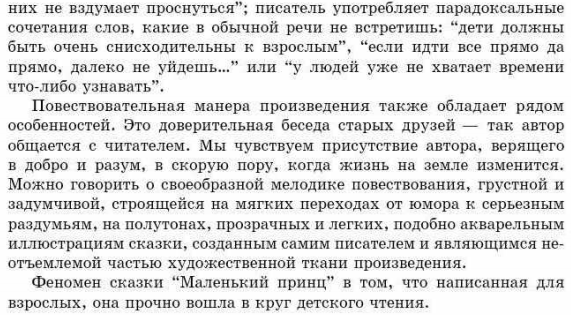 них не вздумает проснуться”; писатель употребляет парадоксальные
сочетания слов, какие в обычной речи не встретишь: “дети должны
быть очень снисходительны к взрослым”, “если идти все прямо да
прямо, далеко не уйдешь...” или “у людей уже не хватает времени
что-либо узнавать”.
Повествовательная манера произведения также обладает рядом
особенностей. Это доверительная беседа старых друзей — так автор
общается с читателем. Мы чувствуем присутствие автора, верящего
в добро и разум, в скорую пору, когда жизнь на земле изменится.
Можно говорить о своеобразной мелодике повествования, грустной и
задумчивой, строящейся на мягких переходах от юмора к серьезным
раздумьям, на полутонах, прозрачных и легких, подобно акварельным
иллюстрациям сказки, созданным самим писателем и являющимся не-
отъемлемой частью художественной ткани произведения.
Феномен сказки “Маленький принц” в том, что написанная для
взрослых, она прочно вошла в круг детского чтения.